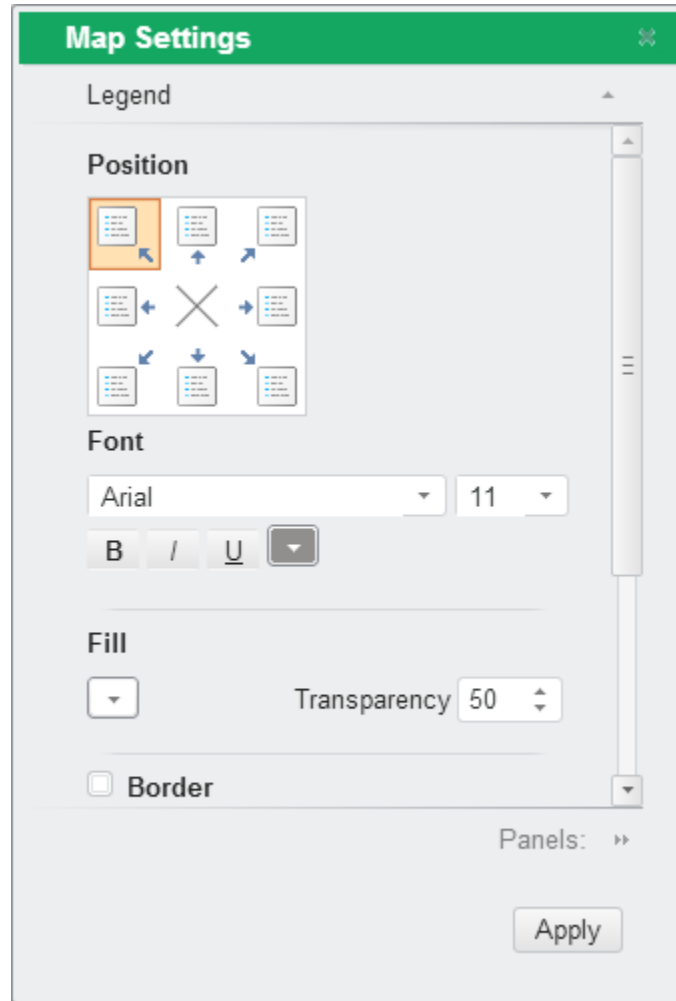 Map Settings
Legend
Position
Font
Arial 11
B I U
Fill
Transparency 50
Border
Panels:
Apply